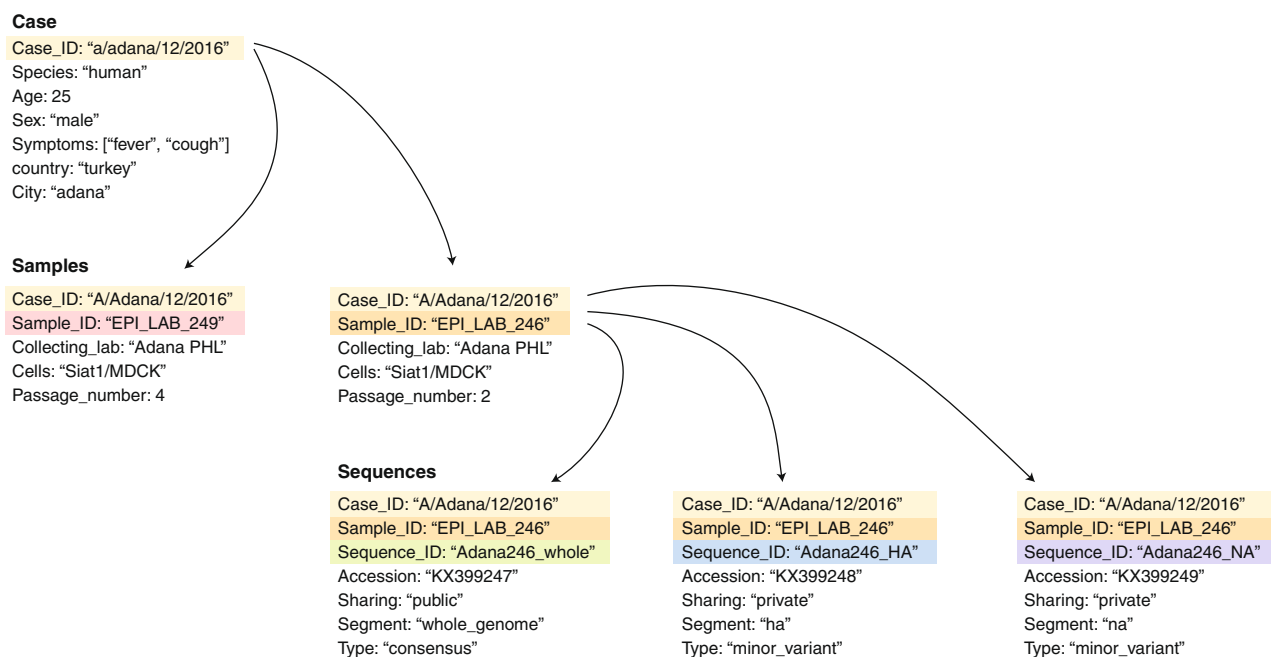 Case
Case_ID: “a/adana/12/2016”
Species: “human”
Age: 25
Sex: “male”
Symptoms: [“fever”, “cough”]
country: “turkey”
City: “adana”
Samples
Case_ID: “A/Adana/12/2016”
Sample_ID: “EPI_LAB_249”
Collecting_lab: “Adana PHL”
Cells: “Siat1/MDCK”
Passage_number: 4
Case_ID: “A/Adana/12/2016”
Sample_ID: “EPI_LAB_246”
Collecting_lab: “Adana PHL”
Cells: “Siat1/MDCK”
Passage_number: 2
Sequences
Case_ID: “A/Adana/12/2016”
Sample_ID: “EPI_LAB_246”
Sequence_ID: “Adana246_whole”
Accession: “KX399247”
Sharing: “public”
Segment: “whole_genome”
Type: “consensus”
Case_ID: “A/Adana/12/2016”
Sample_ID: “EPI_LAB_246”
Sequence_ID: “Adana246_HA”
Accession: “KX399248”
Sharing: “private”
Segment: “ha”
Type: “minor_variant”
Case_ID: “A/Adana/12/2016”
Sample_ID: “EPI_LAB_246”
Sequence_ID: “Adana246_NA”
Accession: “KX399249”
Sharing: “private”
Segment: “na”
Type: “minor_variant”